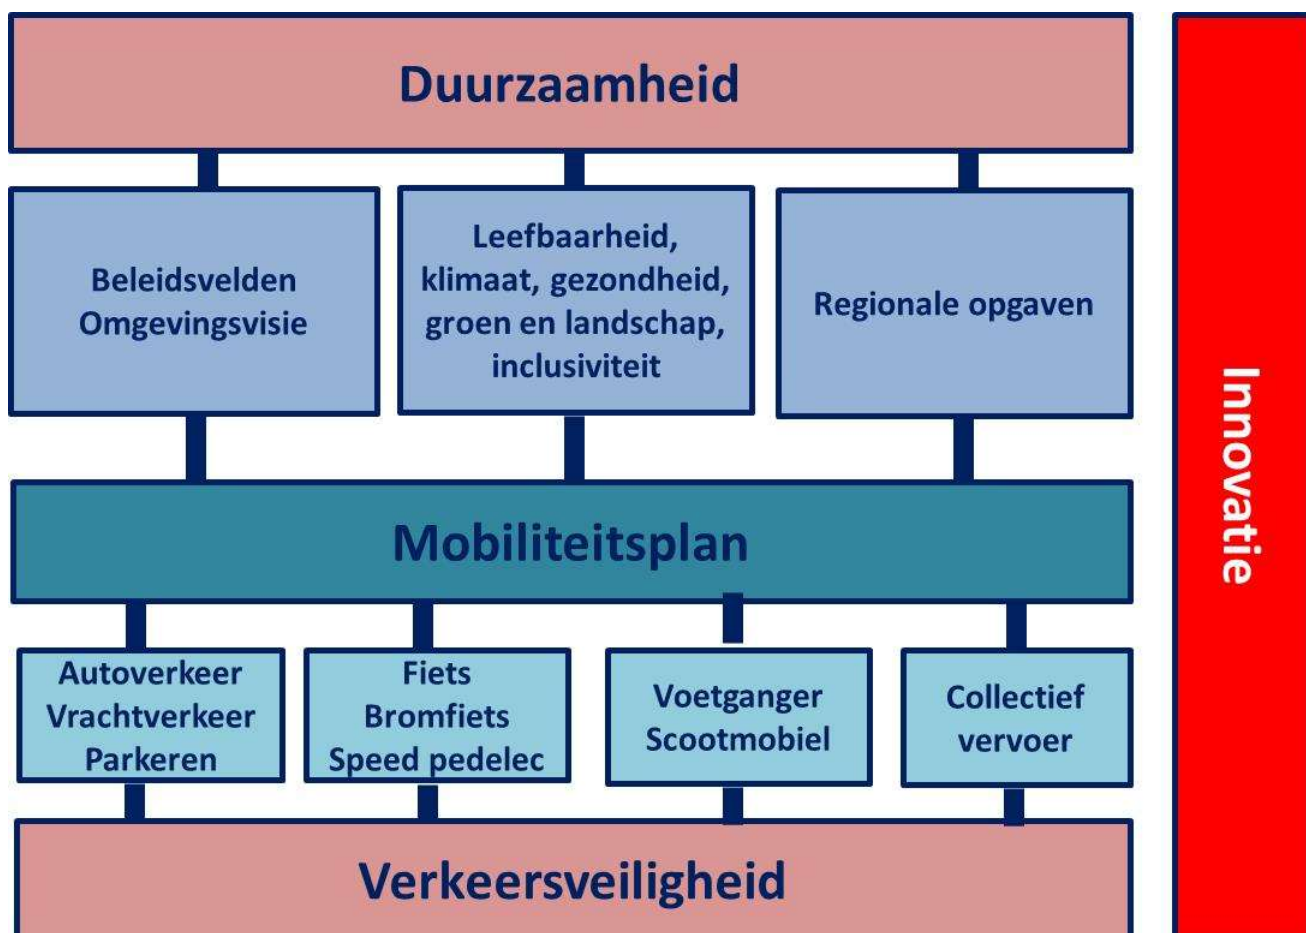 Duurzaamheid
Beleidsvelden
Omgevingsvisie
Leefbaarheid,
klimaat, gezondheid,
groen en landschap,
inclusiviteit
Regionale opgaven
Mobiliteitsplan
Autoverkeer
Vrachtverkeer
Parkeren
Fiets
Bromfiets
Speed pedelec
Voetganger
Scootmobiel
Collectief
vervoer
Verkeersveiligheid
Innovatie